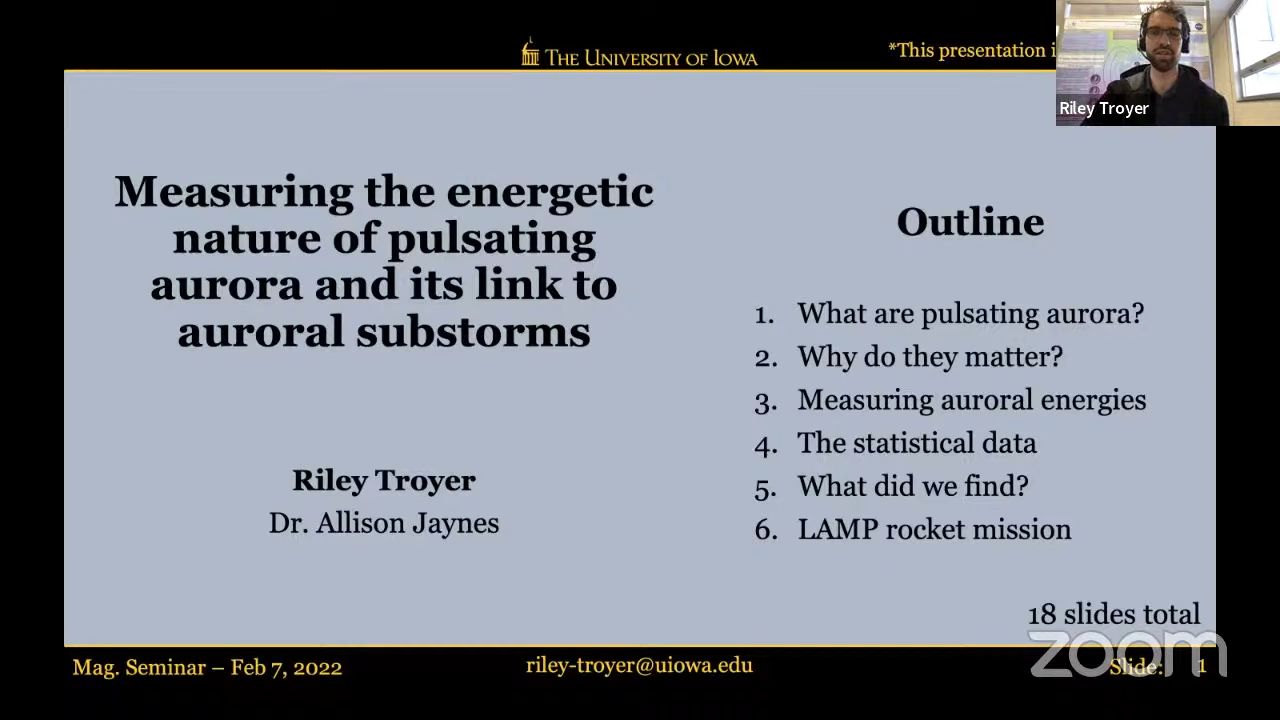 THE UNIVERSITY OF IOWA
*This presentation
Riley Troyer
Measuring the energetic
nature of pulsating
aurora and its link to
auroral substorms
Riley Troyer
Dr. Allison Jaynes
Outline
1. What are pulsating aurora?
2. Why do they matter?
3. Measuring auroral energies
4. The statistical data
5. What did we find?
6. LAMP rocket mission
18 slides total
zoom
Mag. Seminar – Feb 7, 2022
riley-troyer@uiowa.edu
Slide: 1